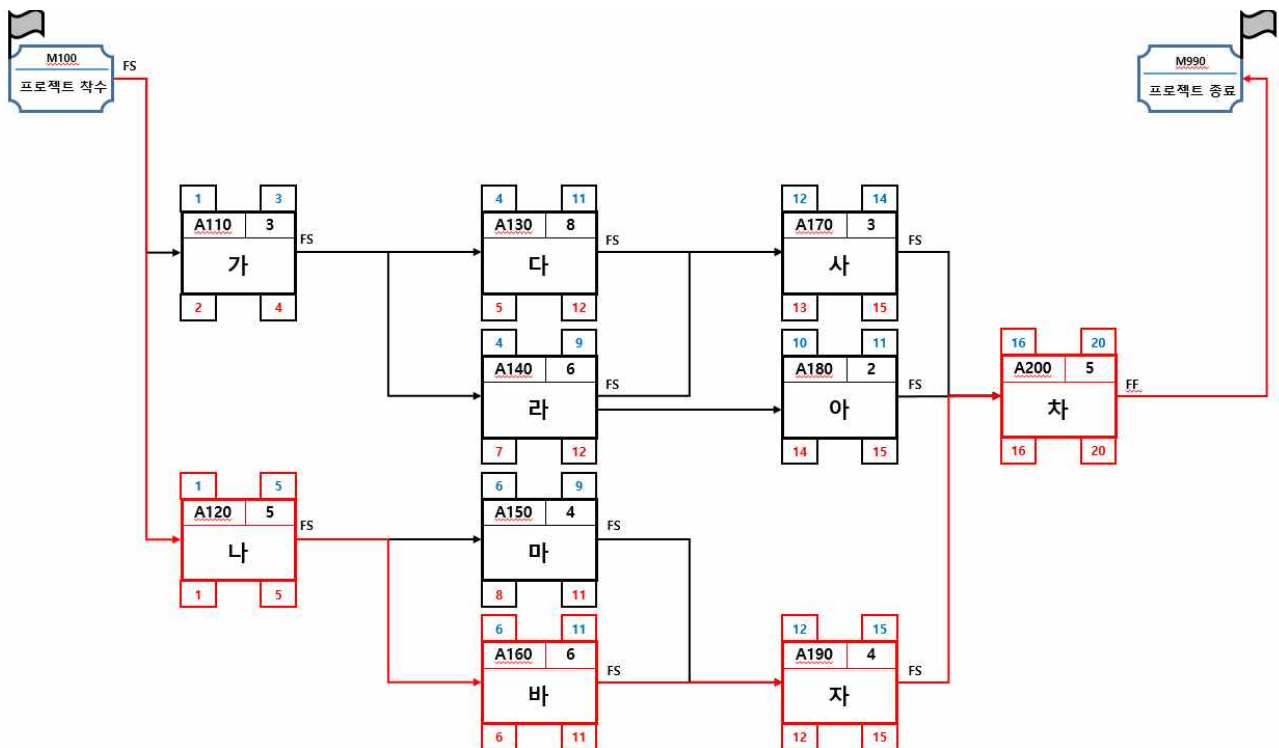 M100
프로젝트 착수
FS
M990
프로젝트 종료
1 3
A110 3
가
FS
2 4
4 11
A130 8
다
FS
5 12
12 14
A170 3
사
FS
13 15
4 9
A140 6
라
FS
7 12
10 11
A180 2
아
FS
14 15
16 20
A200 5
차
FF
16 20
1 5
A120 5
나
FS
1 5
6 9
A150 4
마
FS
8 11
6 11
A160 6
바
FS
6 11
12 15
A190 4
자
FS
12 15